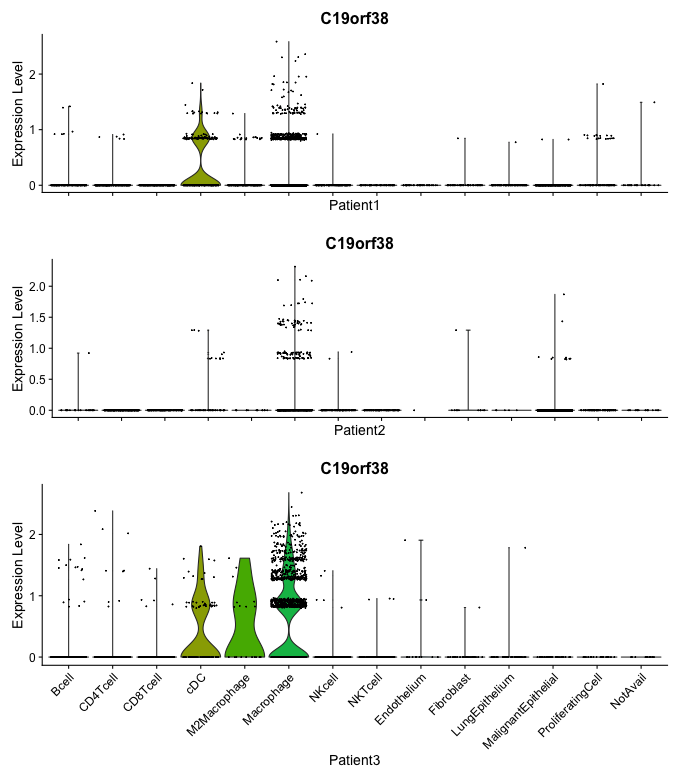 C19orf38
Expression Level
2
1
0
Patient1
C19orf38
Expression Level
2.0
1.5
1.0
0.5
0.0
Patient2
C19orf38
Expression Level
2
1
0
Bcell
CD4Tcell
CD8Tcell
cDC
M2Macrophage
Macrophage
NKcell
NKTcell
Endothelium
Fibroblast
LungEpithelium
MalignantEpithelial
ProliferatingCell
NotAvail
Patient3